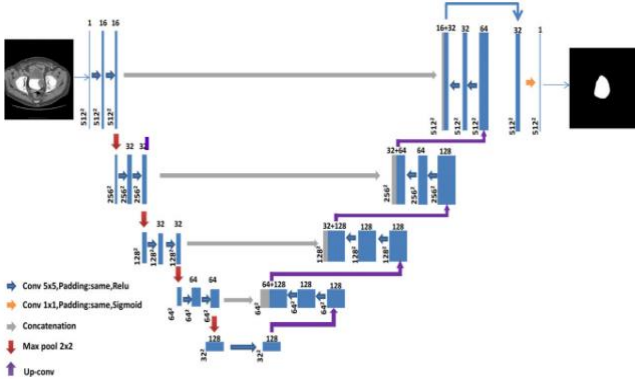 1 16 16
512² 512² 512²
16+32 32 64 32 1
512² 512² 512² 512² 512²
32 32
256² 256² 256²
32+64 64 128
256² 256² 256²
32 32
128² 128² 128²
32+128 128 128
128² 128² 128²
64 64
64² 64² 64²
64+128 128 128
64² 64² 64²
128 128
32² 32²
Conv 5x5,Padding:same,Relu
Conv 1x1,Padding:same,Sigmoid
Concatenation
Max pool 2x2
Up-conv